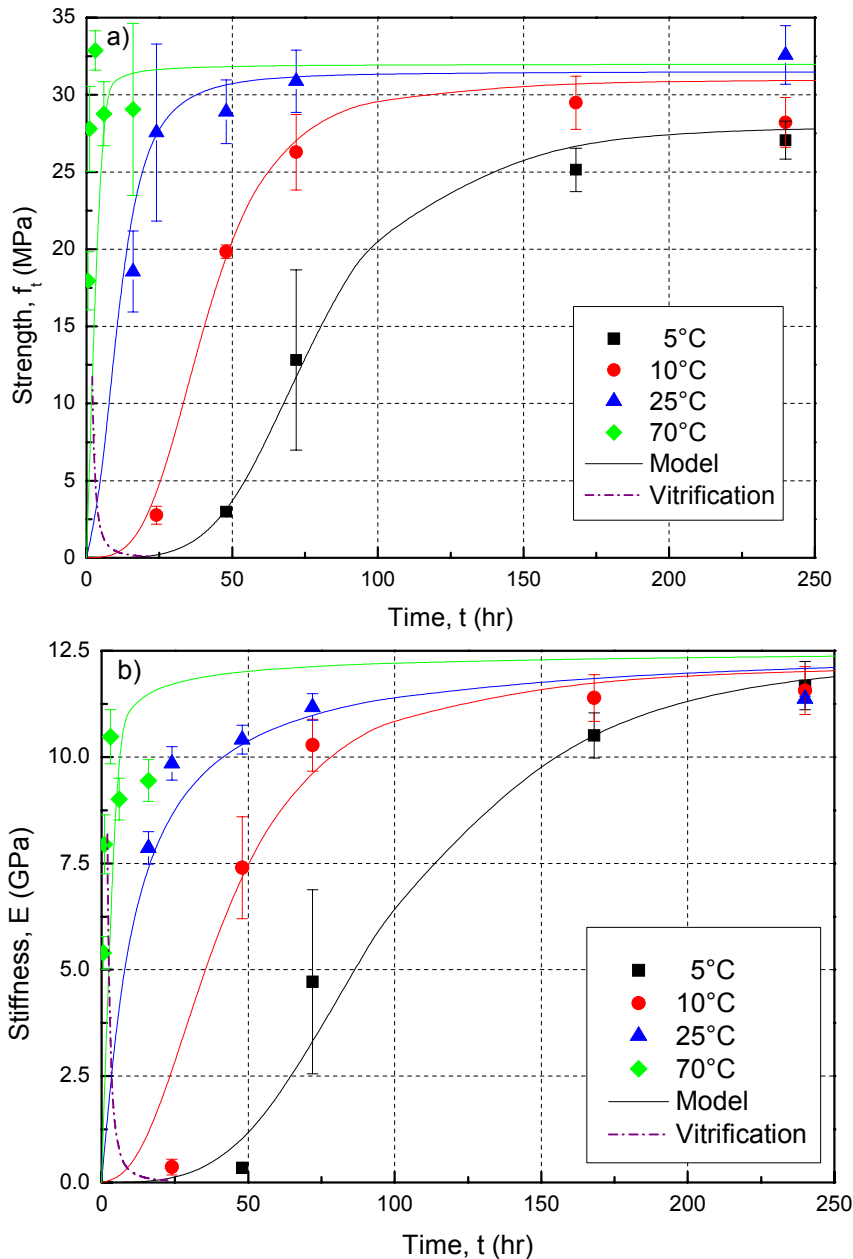 a)
35
30
25
20
15
10
5
0
Strength, f_t (MPa)
5°C
10°C
25°C
70°C
Model
Vitrification
0 50 100 150 200 250
Time, t (hr)
b)
12.5
10.0
7.5
5.0
2.5
0.0
Stiffness, E (GPa)
5°C
10°C
25°C
70°C
Model
Vitrification
0 50 100 150 200 250
Time, t (hr)